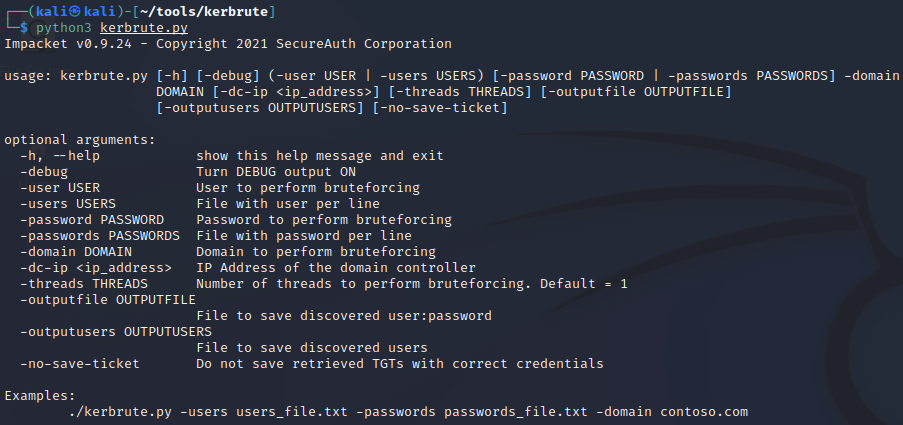 ┌──(kali㉿kali)-[~/tools/kerbrute]
└─$ python3 kerbrute.py
Impacket v0.9.24 - Copyright 2021 SecureAuth Corporation

usage: kerbrute.py [-h] [-debug] (-user USER | -users USERS) [-password PASSWORD | -passwords PASSWORDS] -domain
                   DOMAIN [-dc-ip <ip_address>] [-threads THREADS] [-outputfile OUTPUTFILE]
                   [-outputusers OUTPUTUSERS] [-no-save-ticket]

optional arguments:
  -h, --help            show this help message and exit
  -debug                Turn DEBUG output ON
  -user USER            User to perform bruteforcing
  -users USERS          File with user per line
  -password PASSWORD    Password to perform bruteforcing
  -passwords PASSWORDS  File with password per line
  -domain DOMAIN        Domain to perform bruteforcing
  -dc-ip <ip_address>   IP Address of the domain controller
  -threads THREADS      Number of threads to perform bruteforcing. Default = 1
  -outputfile OUTPUTFILE
                        File to save discovered user:password
  -outputusers OUTPUTUSERS
                        File to save discovered users
  -no-save-ticket       Do not save retrieved TGTs with correct credentials

Examples:
        ./kerbrute.py -users users_file.txt -passwords passwords_file.txt -domain contoso.com